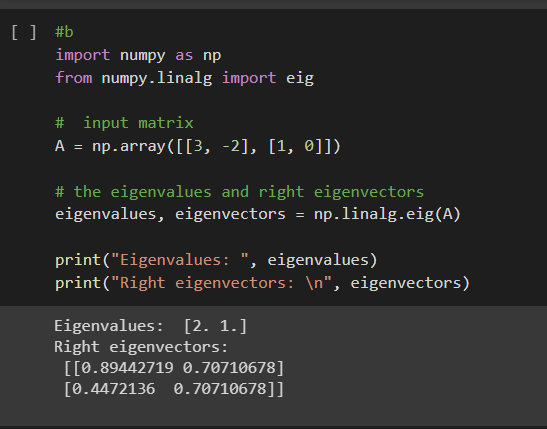 [ ] #b
import numpy as np
from numpy.linalg import eig
#  input matrix
A = np.array([[3, -2], [1, 0]])
# the eigenvalues and right eigenvectors
eigenvalues, eigenvectors = np.linalg.eig(A)
print("Eigenvalues: ", eigenvalues)
print("Right eigenvectors: \n", eigenvectors)
Eigenvalues:  [2. 1.]
Right eigenvectors:
[[0.89442719 0.70710678]
[0.4472136  0.70710678]]